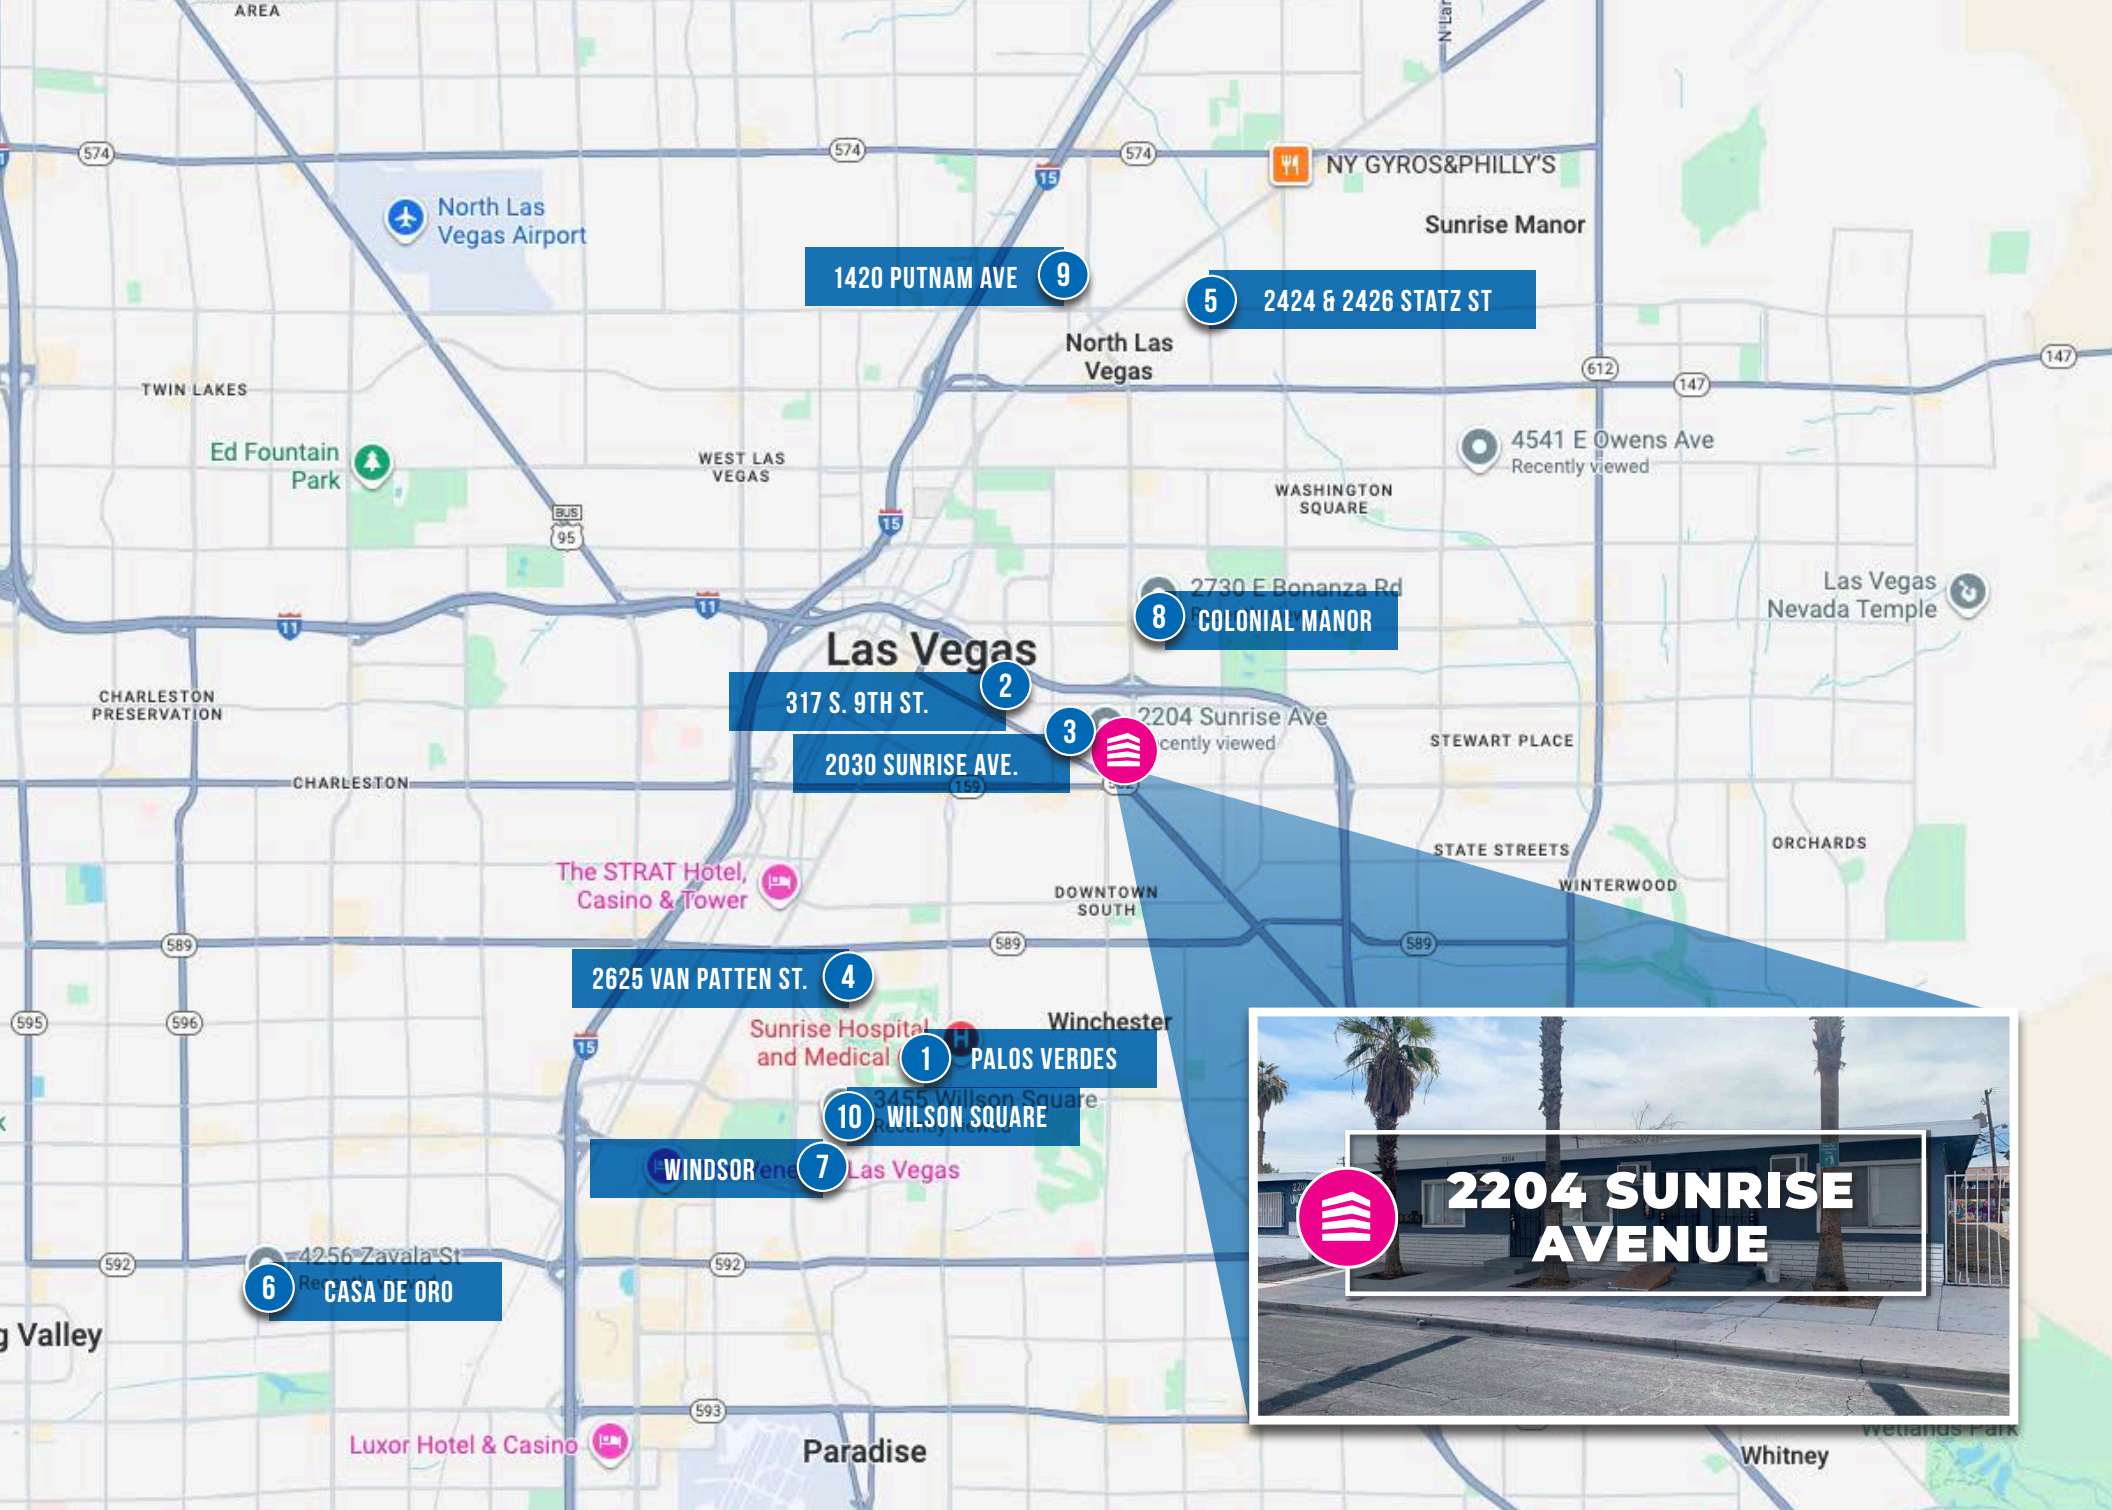 AREA
N Lar
574
574
574
15
NY GYROS&PHILLY'S
North Las
Vegas Airport
Sunrise Manor
1420 PUTNAM AVE
9
5
2424 & 2426 STATZ ST
North Las
Vegas
612
147
147
TWIN LAKES
Ed Fountain
Park
WEST LAS
VEGAS
4541 E Owens Ave
Recently viewed
WASHINGTON
SQUARE
BUS
95
15
2730 E Bonanza Rd
8
COLONIAL MANOR
Las Vegas
Nevada Temple
11
11
Las Vegas
CHARLESTON
PRESERVATION
317 S. 9TH ST.
2
3
2204 Sunrise Ave
cently viewed
STEWART PLACE
2030 SUNRISE AVE.
159
CHARLESTON
The STRAT Hotel,
Casino & Tower
STATE STREETS
ORCHARDS
WINTERWOOD
DOWNTOWN
SOUTH
589
589
589
2625 VAN PATTEN ST.
4
595
596
15
Sunrise Hospital
and Medical
H
Winchester
1
PALOS VERDES
3455 Willson Square
10
WILSON SQUARE
Recently viewed
WINDSOR
7
Las Vegas
2204 SUNRISE
AVENUE
592
4256 Zavala St
592
6
CASA DE ORO
g Valley
593
Luxor Hotel & Casino
Paradise
Wetlands Park
Whitney